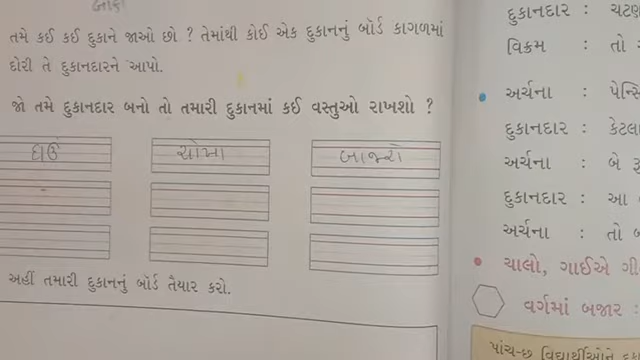 તમે કઈ કઈ દુકાને જાઓ છો ? તેમાંથી કોઈ એક દુકાનનું બૉર્ડ કાગળમાં
દોરી તે દુકાનદારને આપો.
જો તમે દુકાનદાર બનો તો તમારી દુકાનમાં કઈ વસ્તુઓ રાખશો ?
ઘઉં ચોખા બાજરો
અહીં તમારી દુકાનનું બૉર્ડ તૈયાર કરો.
દુકાનદાર : ચટણ
વિક્રમ : તો
અર્ચના : પેન્સિ
દુકાનદાર : કેટલા
અર્ચના : બે રૂ
દુકાનદાર : આ
અર્ચના : તો બ
ચાલો, ગાઈએ ગી
વર્ગમાં બજાર :
પાંચ-છ વિદ્યાર્થીઓને દુકા